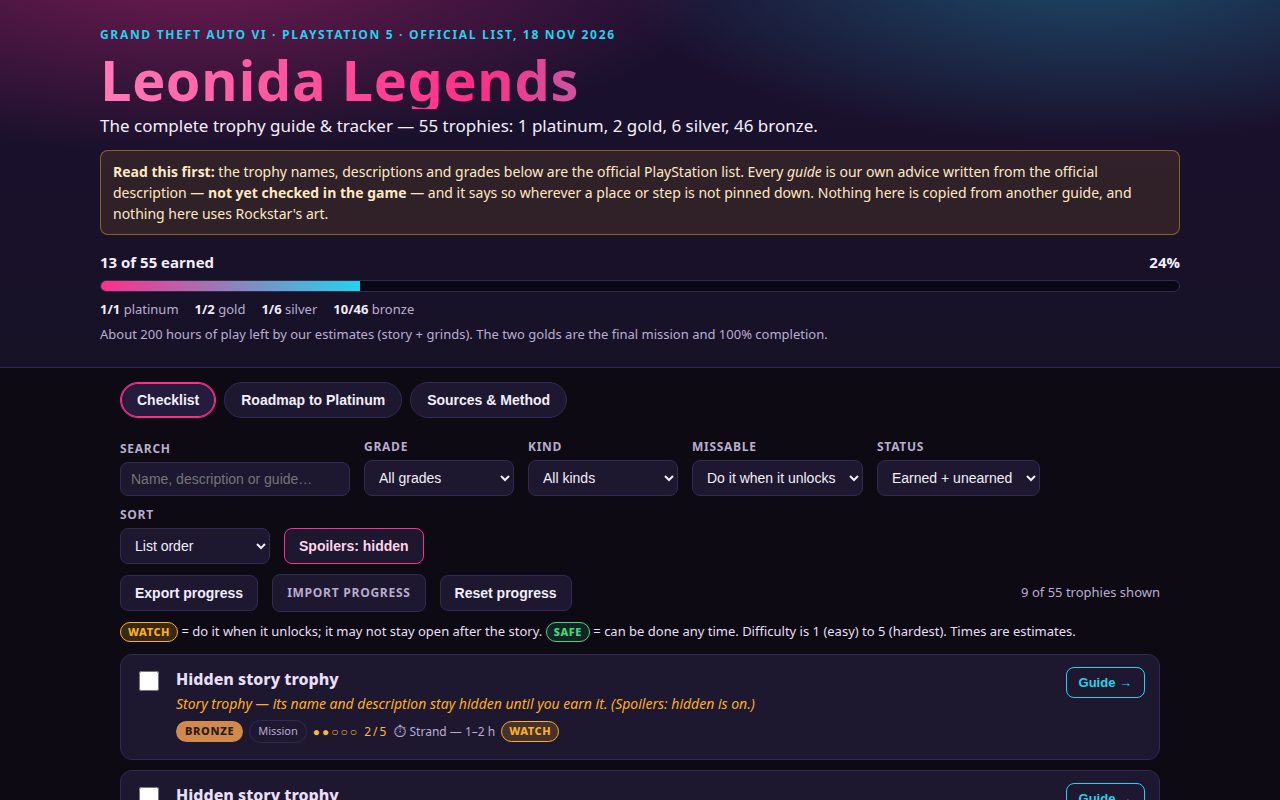 GRAND THEFT AUTO VI · PLAYSTATION 5 · OFFICIAL LIST, 18 NOV 2026
Leonida Legends
The complete trophy guide & tracker — 55 trophies: 1 platinum, 2 gold, 6 silver, 46 bronze.
Read this first: the trophy names, descriptions and grades below are the official PlayStation list. Every guide is our own advice written from the official
description — not yet checked in the game — and it says so wherever a place or step is not pinned down. Nothing here is copied from another guide, and
nothing here uses Rockstar's art.
13 of 55 earned 24%
1/1 platinum 1/2 gold 1/6 silver 10/46 bronze
About 200 hours of play left by our estimates (story + grinds). The two golds are the final mission and 100% completion.
Checklist Roadmap to Platinum Sources & Method
SEARCH GRADE KIND MISSABLE STATUS
Name, description or guide… All grades All kinds Do it when it unlocks Earned + unearned
SORT
List order Spoilers: hidden
Export progress IMPORT PROGRESS Reset progress 9 of 55 trophies shown
WATCH = do it when it unlocks; it may not stay open after the story. SAFE = can be done any time. Difficulty is 1 (easy) to 5 (hardest). Times are estimates.
Hidden story trophy Guide →
Story trophy — its name and description stay hidden until you earn it. (Spoilers: hidden is on.)
BRONZE Mission ●●○○○ 2/5 ⏱ Strand — 1–2 h WATCH
Hidden story trophy Guide →